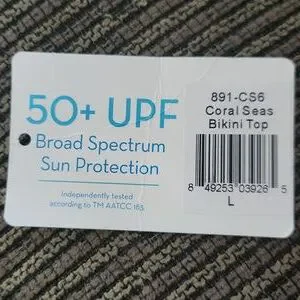 50+ UPF
Broad Spectrum
Sun Protection
Independently tested
according to TM AATCC 183
891-CS6
Coral Seas
Bikini Top
8 49253 03926 5
L